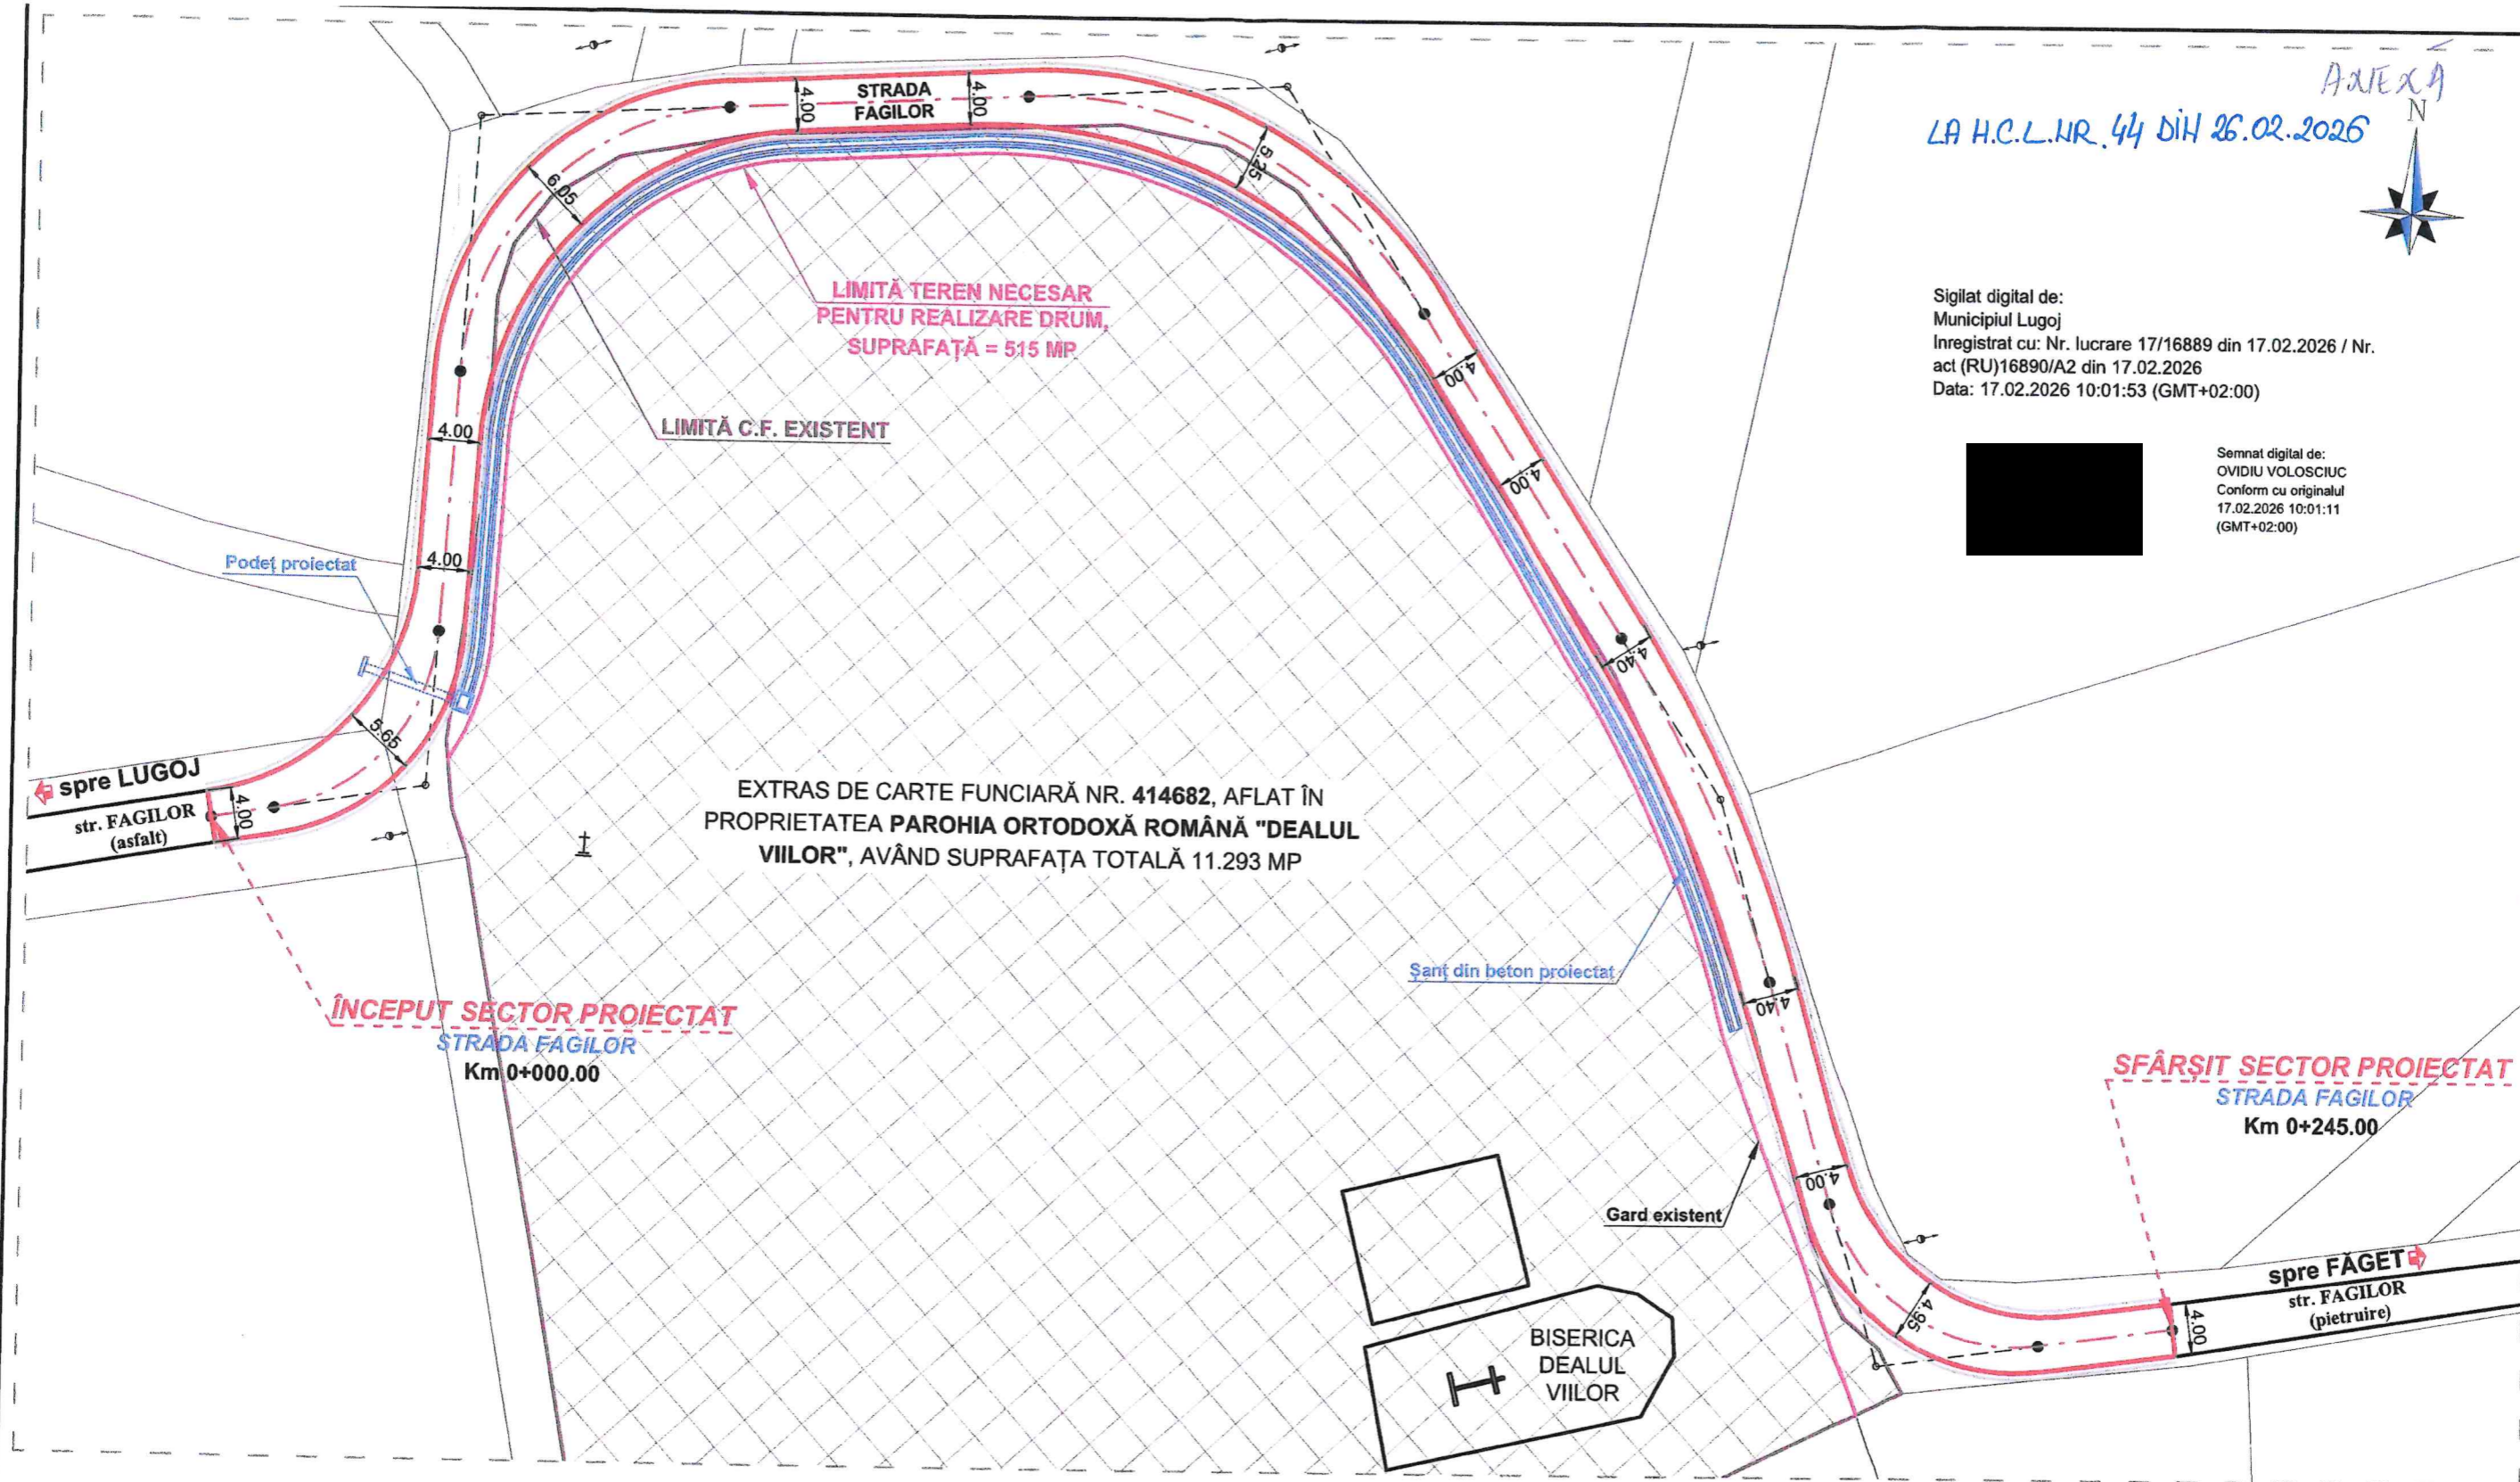 ANEXA
LA H.C.L.NR. 44 DIN 26.02.2026
N
Sigilat digital de:
Municipiul Lugoj
Inregistrat cu: Nr. lucrare 17/16889 din 17.02.2026 / Nr.
act (RU)16890/A2 din 17.02.2026
Data: 17.02.2026 10:01:53 (GMT+02:00)
Semnat digital de:
OVIDIU VOLOSCIUC
Conform cu originalul
17.02.2026 10:01:11
(GMT+02:00)
4.00
STRADA
FAGILOR
4.00
5.25
6.05
LIMITĂ TEREN NECESAR
PENTRU REALIZARE DRUM,
SUPRAFAȚĂ = 515 MP
LIMITĂ C.F. EXISTENT
4.00
4.00
4.00
4.00
Podeț proiectat
4.40
5.65
spre LUGOJ
str. FAGILOR
(asfalt)
4.00
EXTRAS DE CARTE FUNCIARĂ NR. 414682, AFLAT ÎN
PROPRIETATEA PAROHIA ORTODOXĂ ROMÂNĂ "DEALUL
VIILOR", AVÂND SUPRAFAȚA TOTALĂ 11.293 MP
Șanț din beton proiectat
4.40
ÎNCEPUT SECTOR PROIECTAT
STRADA FAGILOR
Km 0+000.00
SFÂRȘIT SECTOR PROIECTAT
STRADA FAGILOR
Km 0+245.00
4.00
Gard existent
4.95
spre FĂGET
str. FAGILOR
(pietruire)
4.00
BISERICA
DEALUL
VIILOR